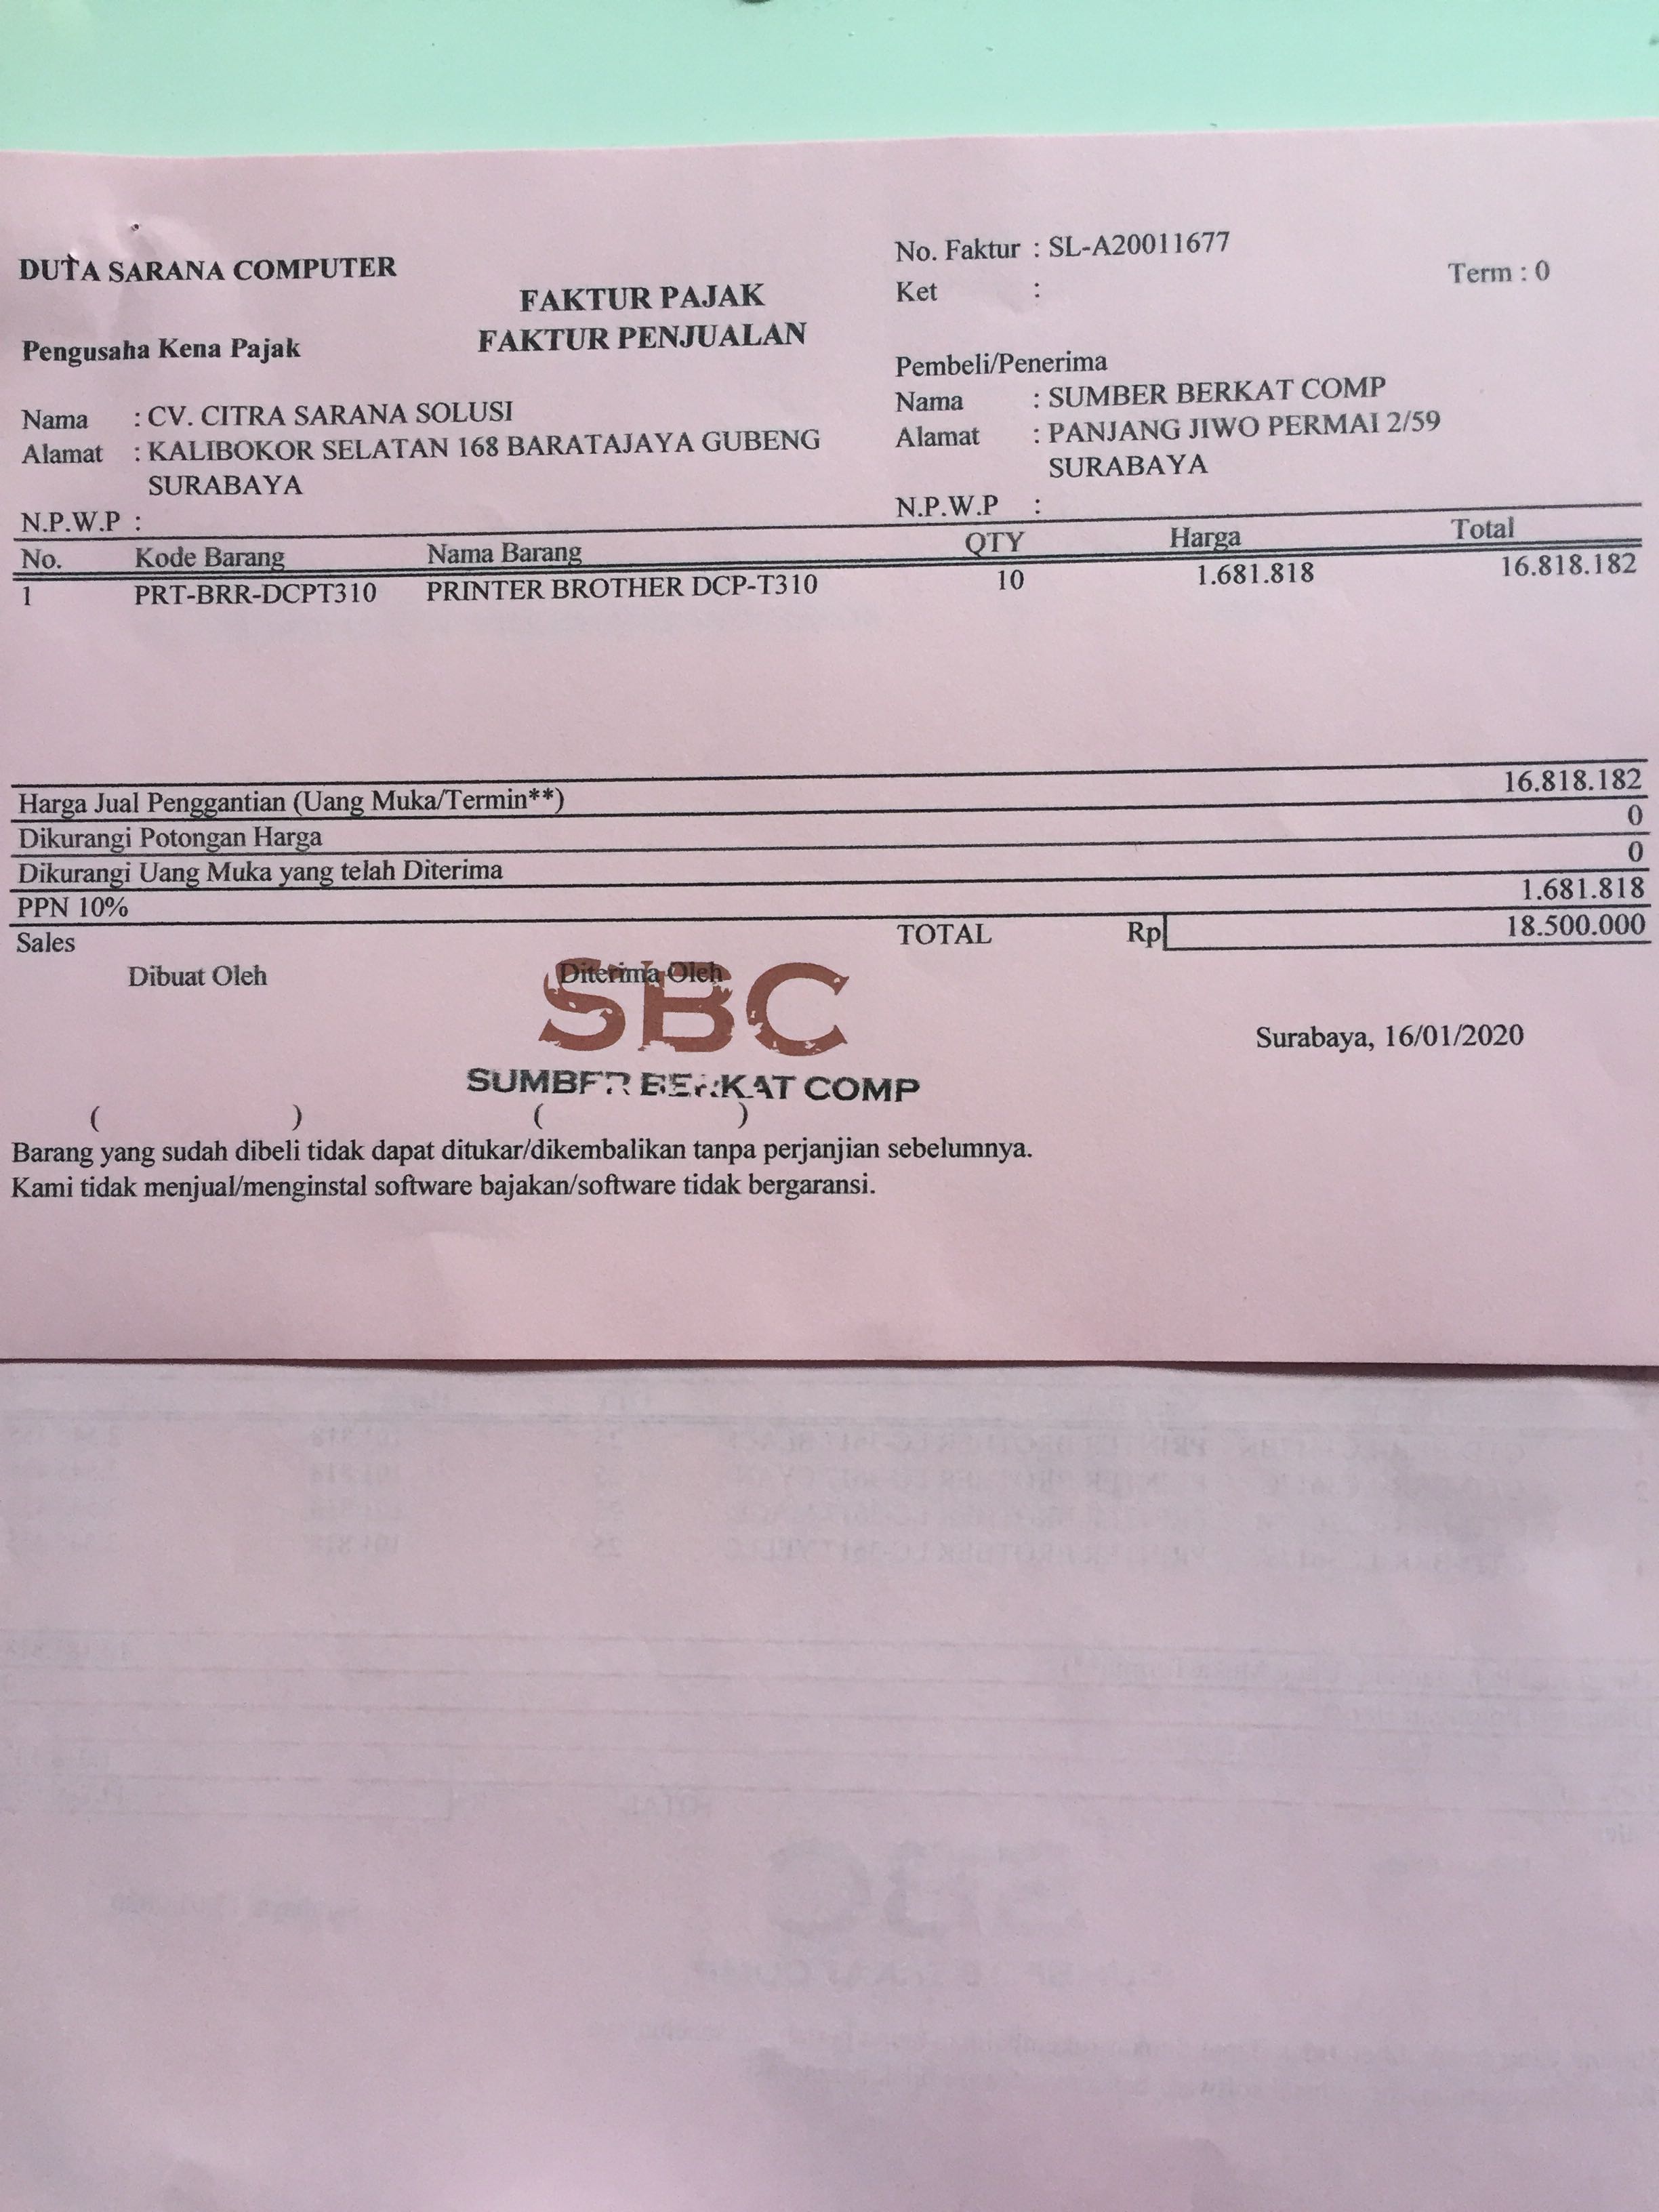 DUTA SARANA COMPUTER
FAKTUR PAJAK
FAKTUR PENJUALAN
No. Faktur : SL-A20011677
Ket :
Term : 0
Pengusaha Kena Pajak
Nama : CV. CITRA SARANA SOLUSI
Alamat : KALIBOKOR SELATAN 168 BARATAJAYA GUBENG
SURABAYA
N.P.W.P :
Pembeli/Penerima
Nama : SUMBER BERKAT COMP
Alamat : PANJANG JIWO PERMAI 2/59
SURABAYA
N.P.W.P :
No. Kode Barang Nama Barang QTY Harga Total
1 PRT-BRR-DCPT310 PRINTER BROTHER DCP-T310 10 1.681.818 16.818.182
Harga Jual Penggantian (Uang Muka/Termin**) 16.818.182
Dikurangi Potongan Harga 0
Dikurangi Uang Muka yang telah Diterima 0
PPN 10% 1.681.818
Sales TOTAL Rp 18.500.000
Dibuat Oleh Diterima Oleh
SBC
SUMBER BERKAT COMP
Surabaya, 16/01/2020
( ) ( )
Barang yang sudah dibeli tidak dapat ditukar/dikembalikan tanpa perjanjian sebelumnya.
Kami tidak menjual/menginstal software bajakan/software tidak bergaransi.